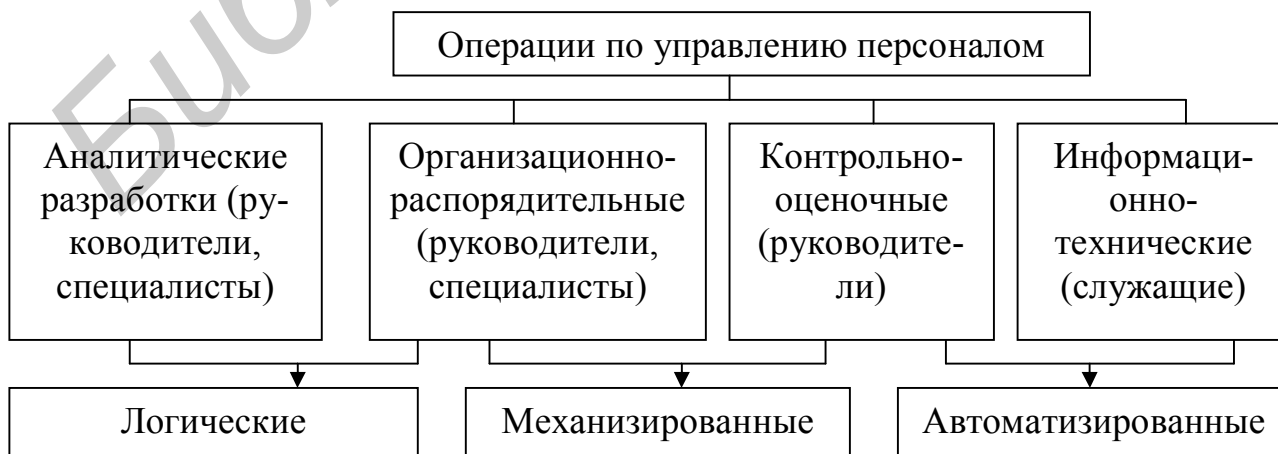 Операции по управлению персоналом
Аналитические
разработки (ру-
ководители,
специалисты)
Организационно-
распорядительные
(руководители,
специалисты)
Контрольно-
оценочные
(руководите-
ли)
Информаци-
онно-
технические
(служащие)
Логические
Механизированные
Автоматизированные